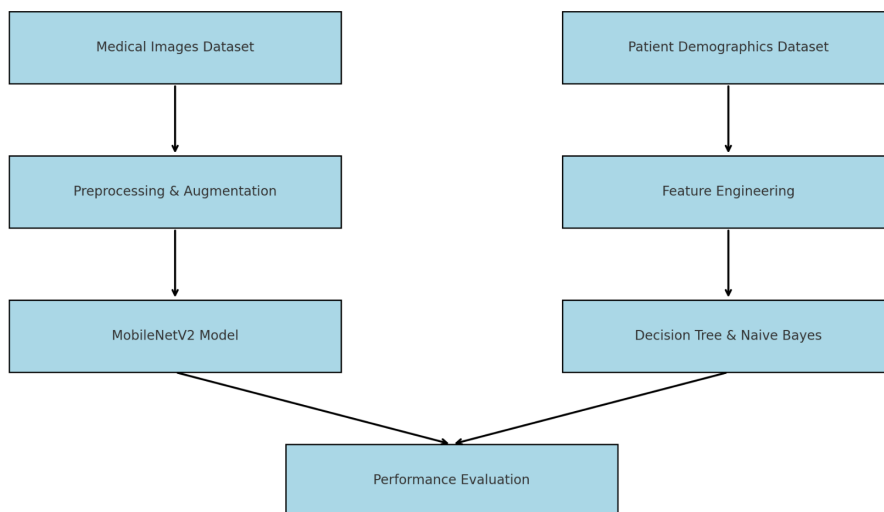 Medical Images Dataset
Patient Demographics Dataset
Preprocessing & Augmentation
Feature Engineering
MobileNetV2 Model
Decision Tree & Naive Bayes
Performance Evaluation